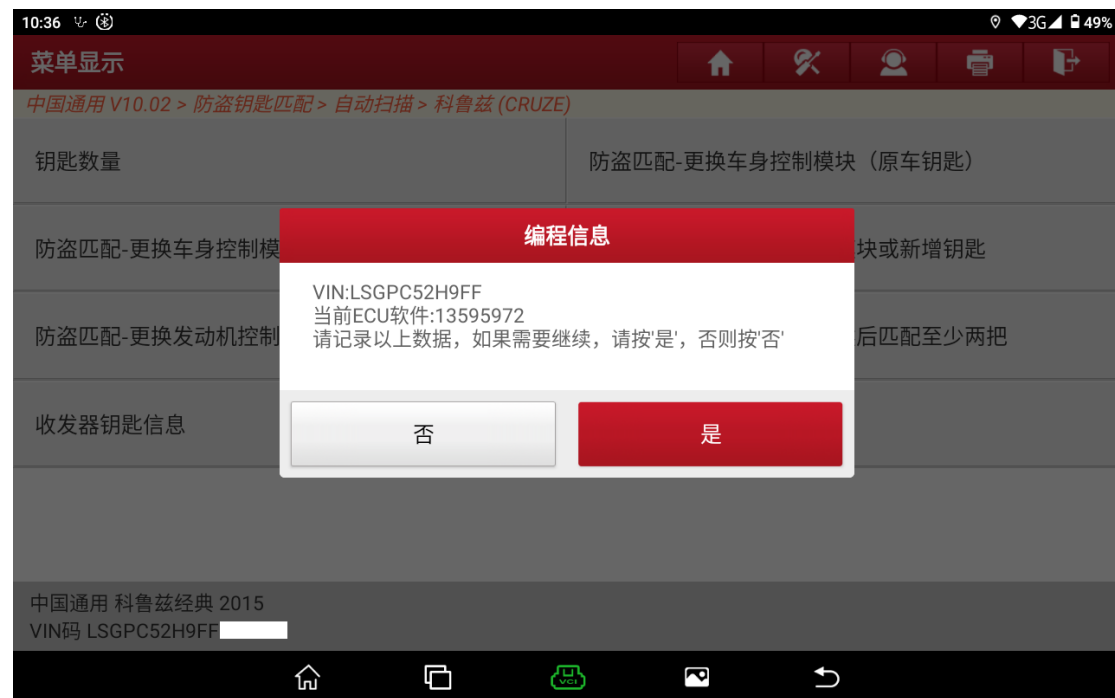 10:36
3G 49%
菜单显示
中国通用 V10.02 > 防盗钥匙匹配 > 自动扫描 > 科鲁兹 (CRUZE)
钥匙数量
防盗匹配-更换车身控制模块（原车钥匙）
防盗匹配-更换车身控制模
块或新增钥匙
防盗匹配-更换发动机控制
后匹配至少两把
收发器钥匙信息
编程信息
VIN:LSGPC52H9FF
当前ECU软件:13595972
请记录以上数据，如果需要继续，请按'是'，否则按'否'
否
是
中国通用 科鲁兹经典 2015
VIN码 LSGPC52H9FF
VCI